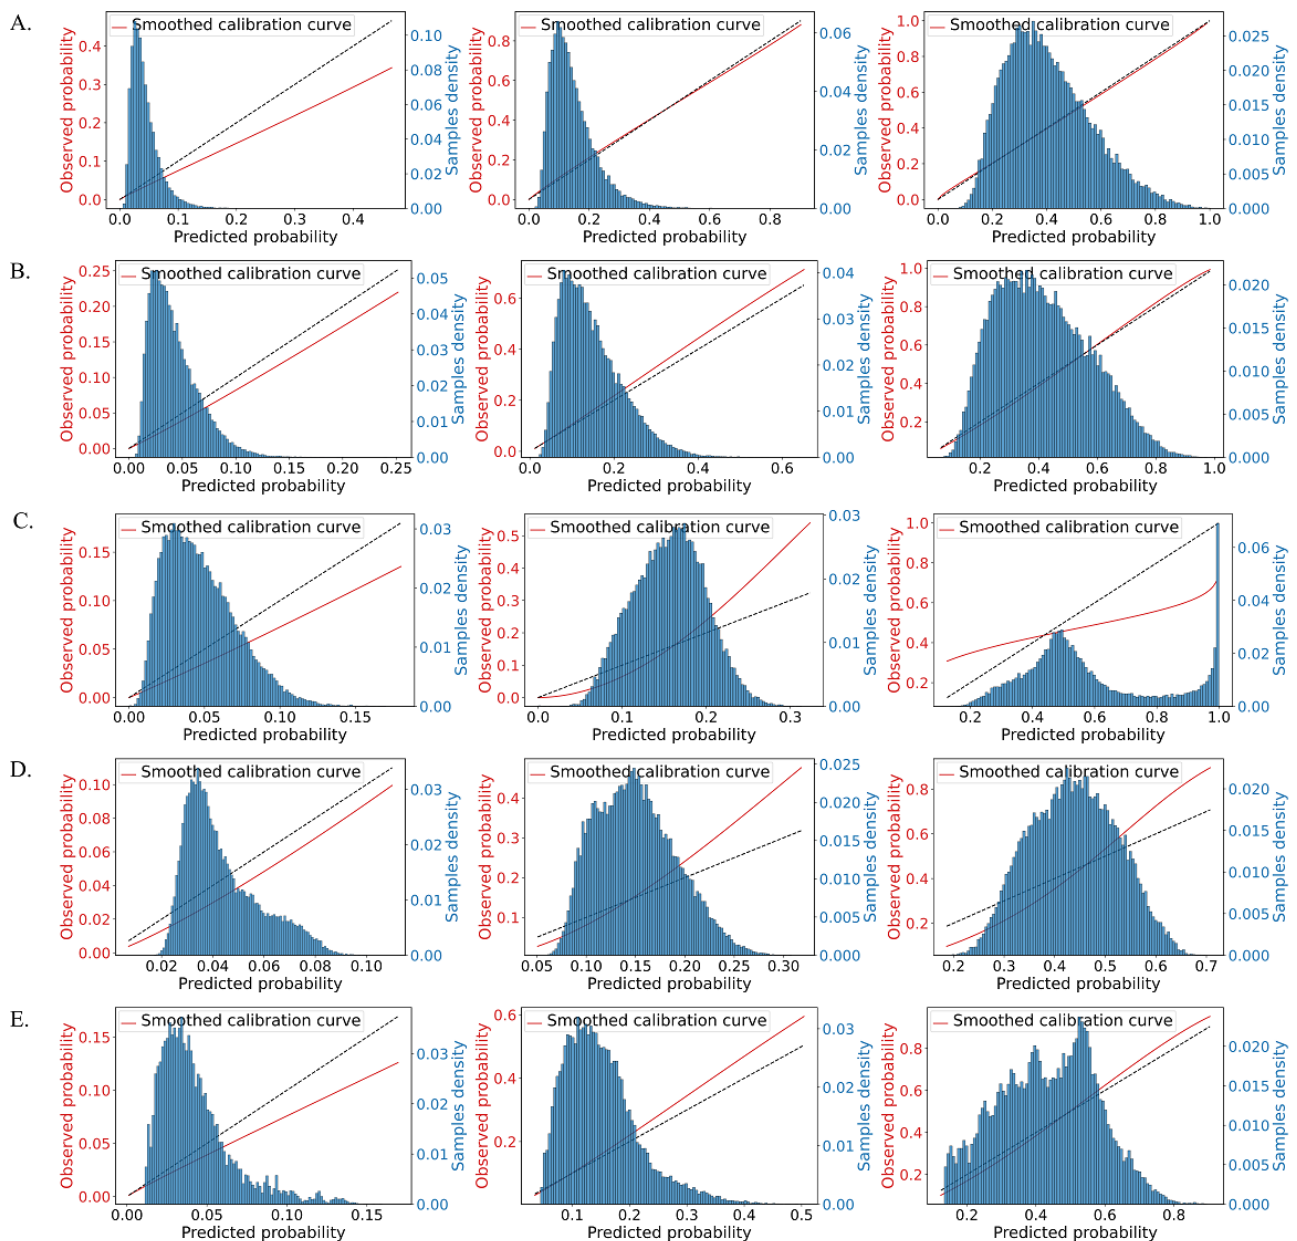 A.
Smoothed calibration curve
Observed probability
0.4
0.3
0.2
0.1
0.0
0.10
0.08
0.06
0.04
0.02
0.00
Samples density
0.0 0.1 0.2 0.3 0.4
Predicted probability
Smoothed calibration curve
Observed probability
0.8
0.6
0.4
0.2
0.0
0.06
0.04
0.02
0.00
Samples density
0.0 0.2 0.4 0.6 0.8
Predicted probability
Smoothed calibration curve
Observed probability
1.0
0.8
0.6
0.4
0.2
0.0
0.025
0.020
0.015
0.010
0.005
0.000
Samples density
0.0 0.2 0.4 0.6 0.8 1.0
Predicted probability
B.
Smoothed calibration curve
Observed probability
0.25
0.20
0.15
0.10
0.05
0.00
0.05
0.04
0.03
0.02
0.01
0.00
Samples density
0.00 0.05 0.10 0.15 0.20 0.25
Predicted probability
Smoothed calibration curve
Observed probability
0.6
0.4
0.2
0.0
0.04
0.03
0.02
0.01
0.00
Samples density
0.0 0.2 0.4 0.6
Predicted probability
Smoothed calibration curve
Observed probability
1.0
0.8
0.6
0.4
0.2
0.020
0.015
0.010
0.005
0.000
Samples density
0.2 0.4 0.6 0.8 1.0
Predicted probability
C.
Smoothed calibration curve
Observed probability
0.15
0.10
0.05
0.00
0.03
0.02
0.01
0.00
Samples density
0.00 0.05 0.10 0.15
Predicted probability
Smoothed calibration curve
Observed probability
0.5
0.4
0.3
0.2
0.1
0.0
0.03
0.02
0.01
0.00
Samples density
0.0 0.1 0.2 0.3
Predicted probability
Smoothed calibration curve
Observed probability
1.0
0.8
0.6
0.4
0.2
0.06
0.04
0.02
0.00
Samples density
0.2 0.4 0.6 0.8 1.0
Predicted probability
D.
Smoothed calibration curve
Observed probability
0.10
0.08
0.06
0.04
0.02
0.00
0.03
0.02
0.01
0.00
Samples density
0.02 0.04 0.06 0.08 0.10
Predicted probability
Smoothed calibration curve
Observed probability
0.4
0.3
0.2
0.1
0.025
0.020
0.015
0.010
0.005
0.000
Samples density
0.05 0.10 0.15 0.20 0.25 0.30
Predicted probability
Smoothed calibration curve
Observed probability
0.8
0.6
0.4
0.2
0.020
0.015
0.010
0.005
0.000
Samples density
0.2 0.3 0.4 0.5 0.6 0.7
Predicted probability
E.
Smoothed calibration curve
Observed probability
0.15
0.10
0.05
0.00
0.03
0.02
0.01
0.00
Samples density
0.00 0.05 0.10 0.15
Predicted probability
Smoothed calibration curve
Observed probability
0.6
0.4
0.2
0.03
0.02
0.01
0.00
Samples density
0.1 0.2 0.3 0.4 0.5
Predicted probability
Smoothed calibration curve
Observed probability
0.8
0.6
0.4
0.2
0.020
0.015
0.010
0.005
0.000
Samples density
0.2 0.4 0.6 0.8
Predicted probability